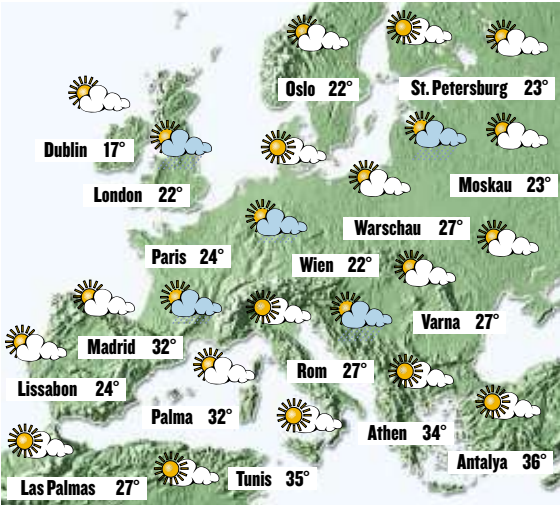 Oslo 22°
St. Petersburg 23°
Dublin 17°
London 22°
Moskau 23°
Warschau 27°
Paris 24°
Wien 22°
Varna 27°
Madrid 32°
Lissabon 24°
Rom 27°
Palma 32°
Athen 34°
Antalya 36°
Las Palmas 27°
Tunis 35°